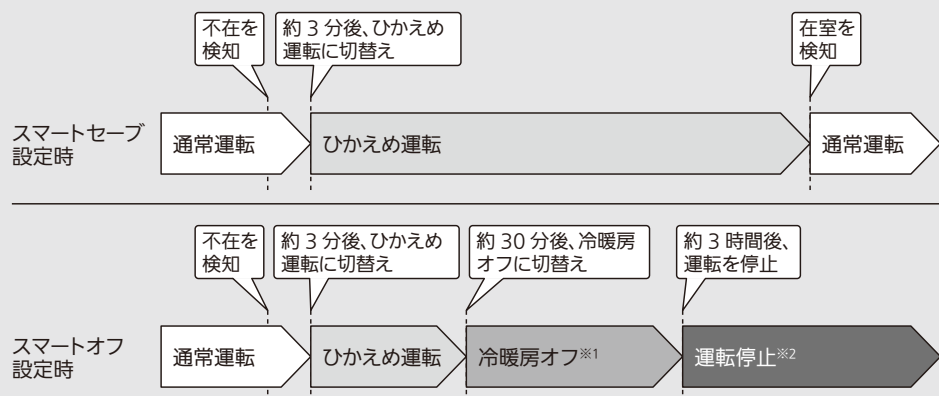 不在を
検知
約 3 分後、ひかえめ
運転に切替え
在室を
検知
スマートセーブ
設定時
通常運転
ひかえめ運転
通常運転
不在を
検知
約 3 分後、ひかえめ
運転に切替え
約 30 分後、冷暖房
オフに切替え
約 3 時間後、
運転を停止
スマートオフ
設定時
通常運転
ひかえめ運転
冷暖房オフ※1
運転停止※2